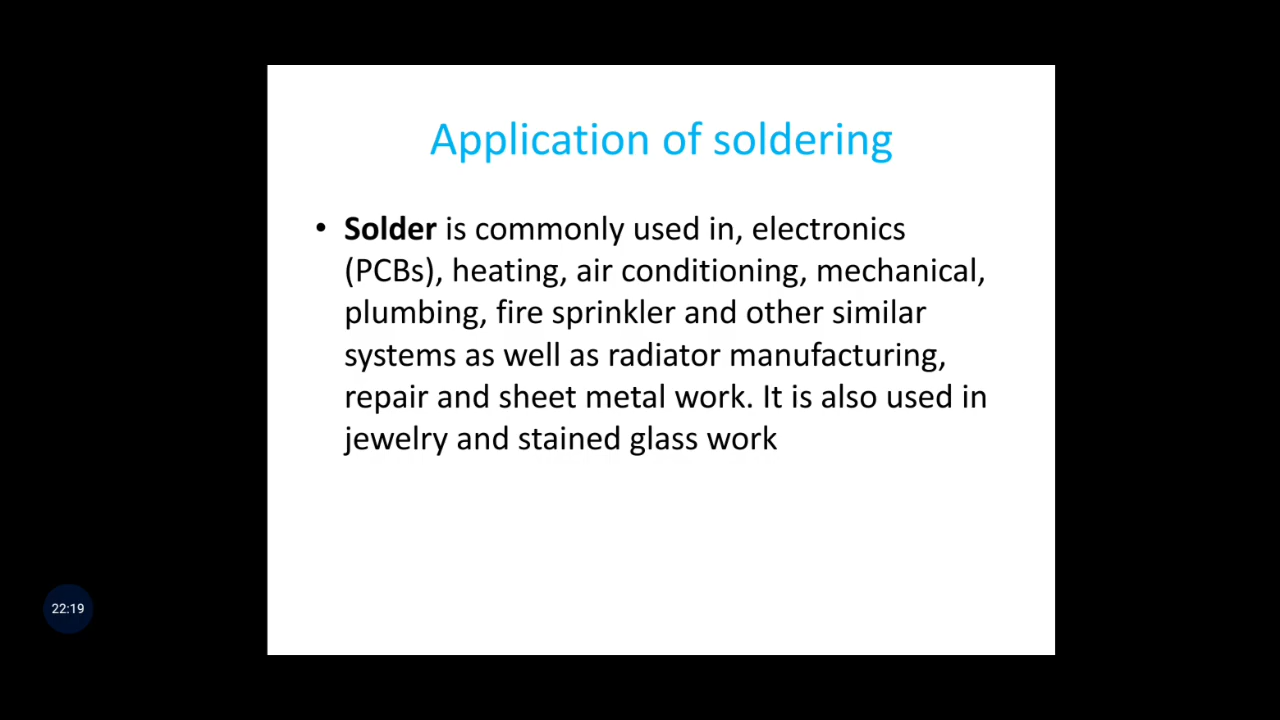 Application of soldering
• Solder is commonly used in, electronics
(PCBs), heating, air conditioning, mechanical,
plumbing, fire sprinkler and other similar
systems as well as radiator manufacturing,
repair and sheet metal work. It is also used in
jewelry and stained glass work
22:19